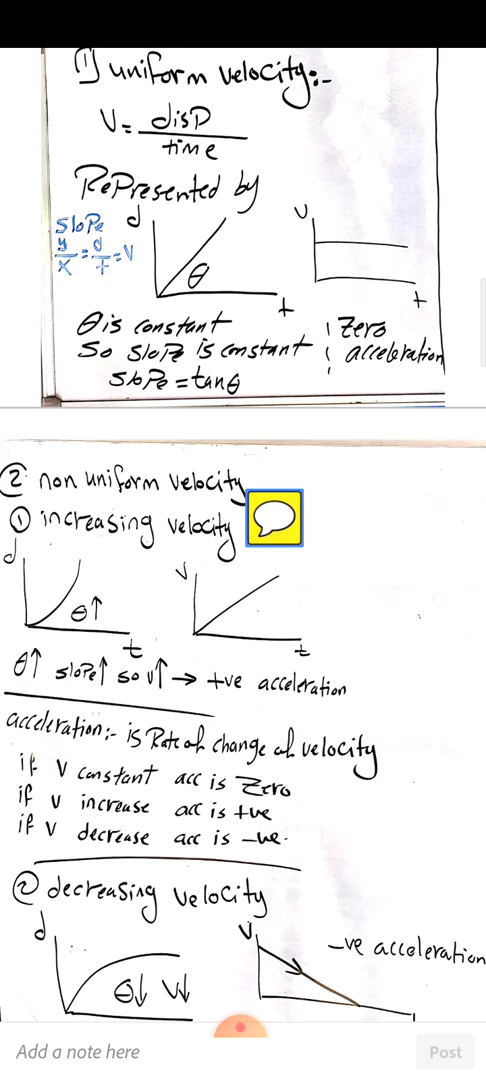 ① uniform velocity:-
V = disP
time
RePresented by
SloPe
y/x = d/t = V
d
θ
t
V
t
θ is constant
So sloPe is constant
SloPe = tanθ
Zero
acceleration
② non uniform velocity
① increasing velocity
d
θ↑
t
V
t
θ↑ slope↑ so v↑ → +ve acceleration
acceleration:- is Rate of change of velocity
if V constant acc is Zero
if v increase acc is +ve
if v decrease acc is -ve.
② decreasing velocity
d
θ↓ V↓
V
-ve acceleration
Add a note here
Post